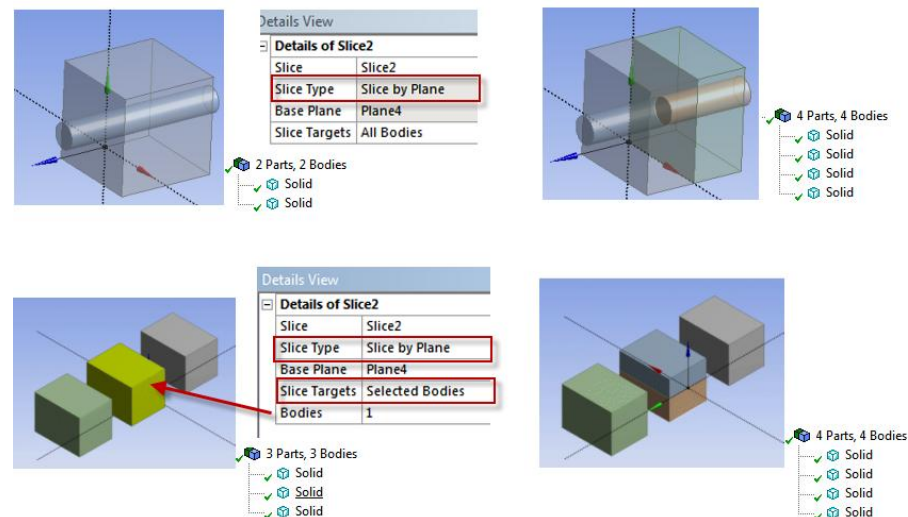 Details View
Details of Slice2
Slice Slice2
Slice Type Slice by Plane
Base Plane Plane4
Slice Targets All Bodies
2 Parts, 2 Bodies
Solid
Solid
4 Parts, 4 Bodies
Solid
Solid
Solid
Solid
Details View
Details of Slice2
Slice Slice2
Slice Type Slice by Plane
Base Plane Plane4
Slice Targets Selected Bodies
Bodies 1
3 Parts, 3 Bodies
Solid
Solid
Solid
4 Parts, 4 Bodies
Solid
Solid
Solid
Solid